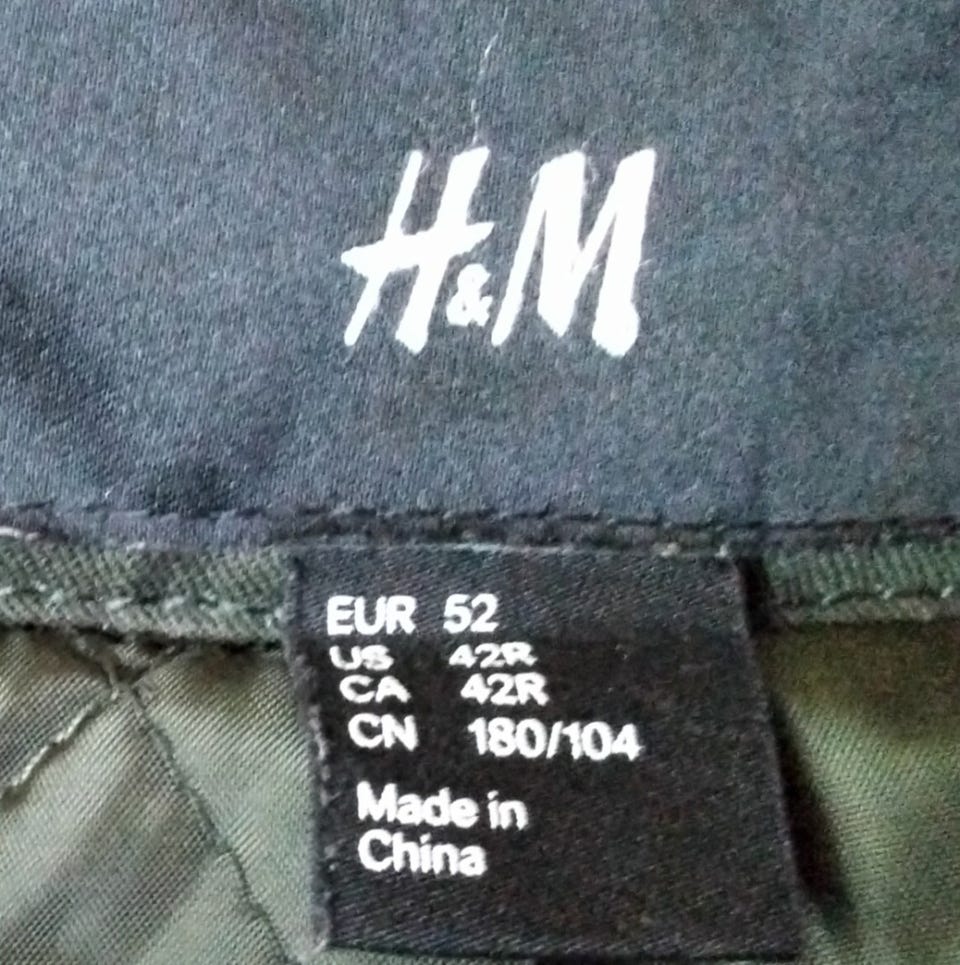 H&M
EUR 52
US 42R
CA 42R
CN 180/104
Made in
China